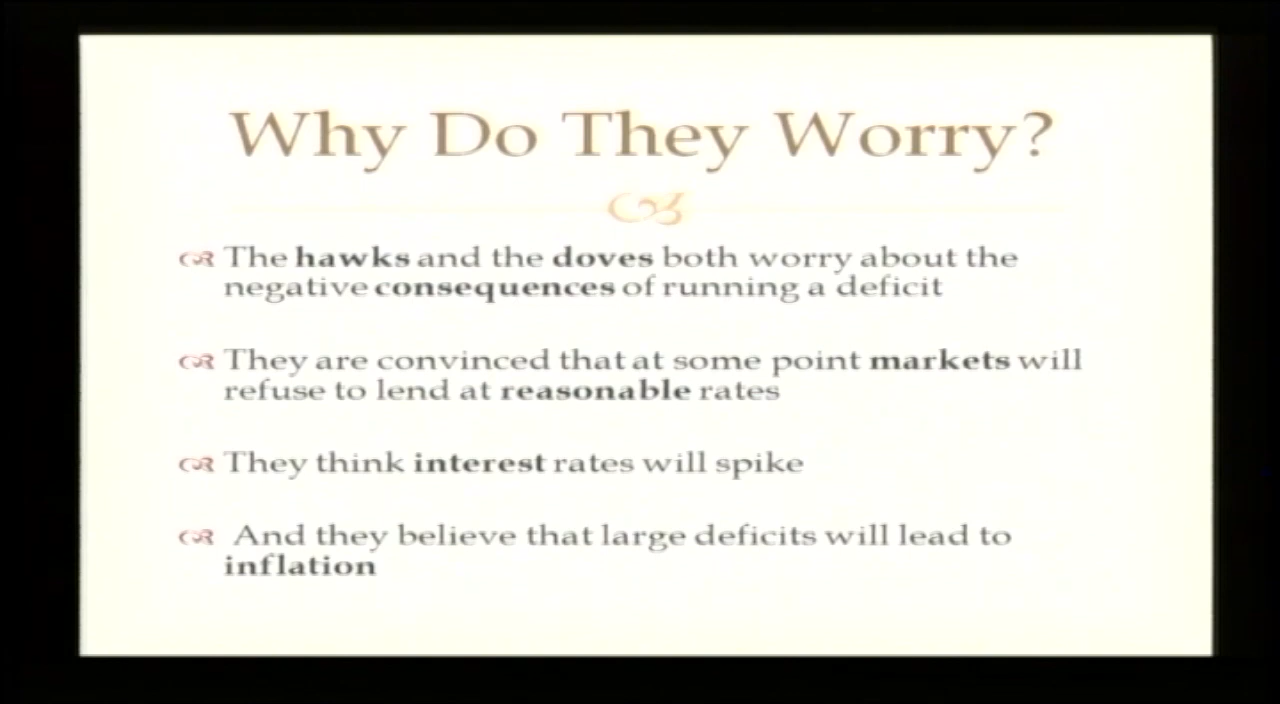 Why Do They Worry?
The hawks and the doves both worry about the
negative consequences of running a deficit
They are convinced that at some point markets will
refuse to lend at reasonable rates
They think interest rates will spike
And they believe that large deficits will lead to
inflation